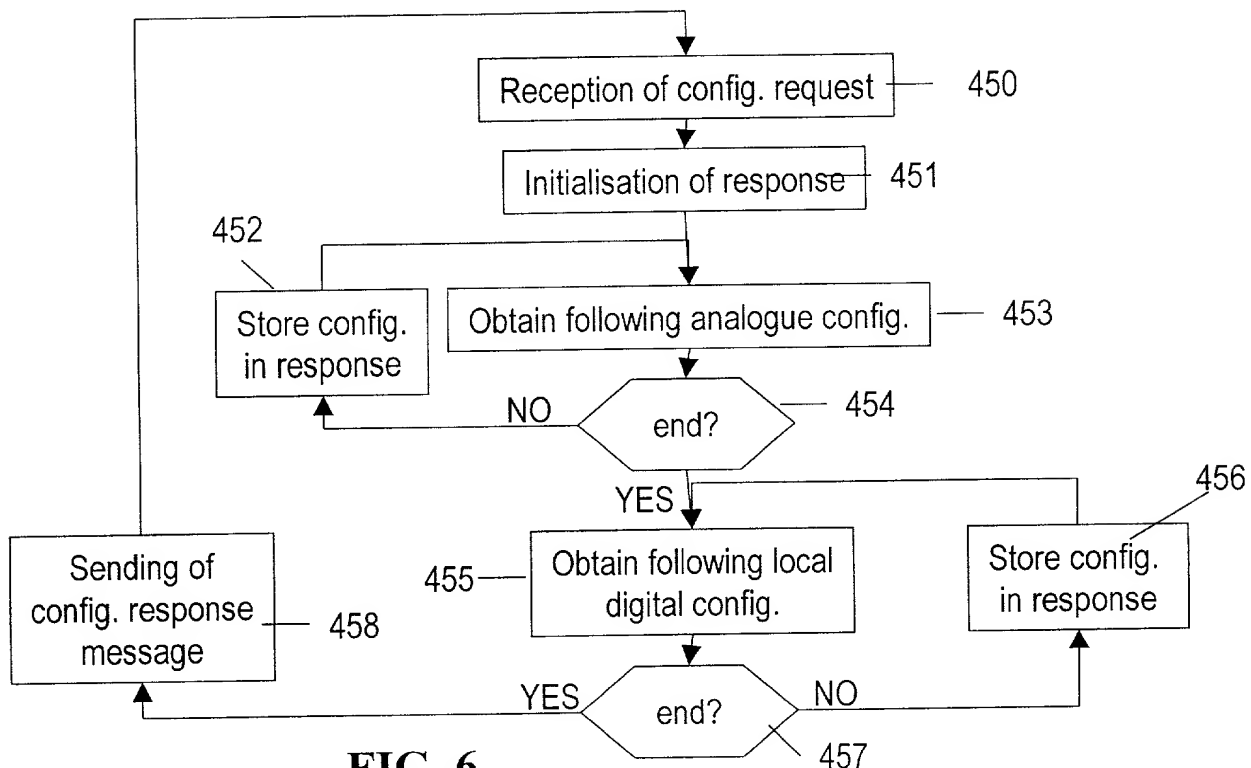 Reception of config. request
450
Initialisation of response
451
452
Store config.
in response
Obtain following analogue config.
453
NO
end?
454
YES
456
Sending of
config. response
message
458
455
Obtain following local
digital config.
Store config.
in response
YES
end?
NO
457
FIG. 6